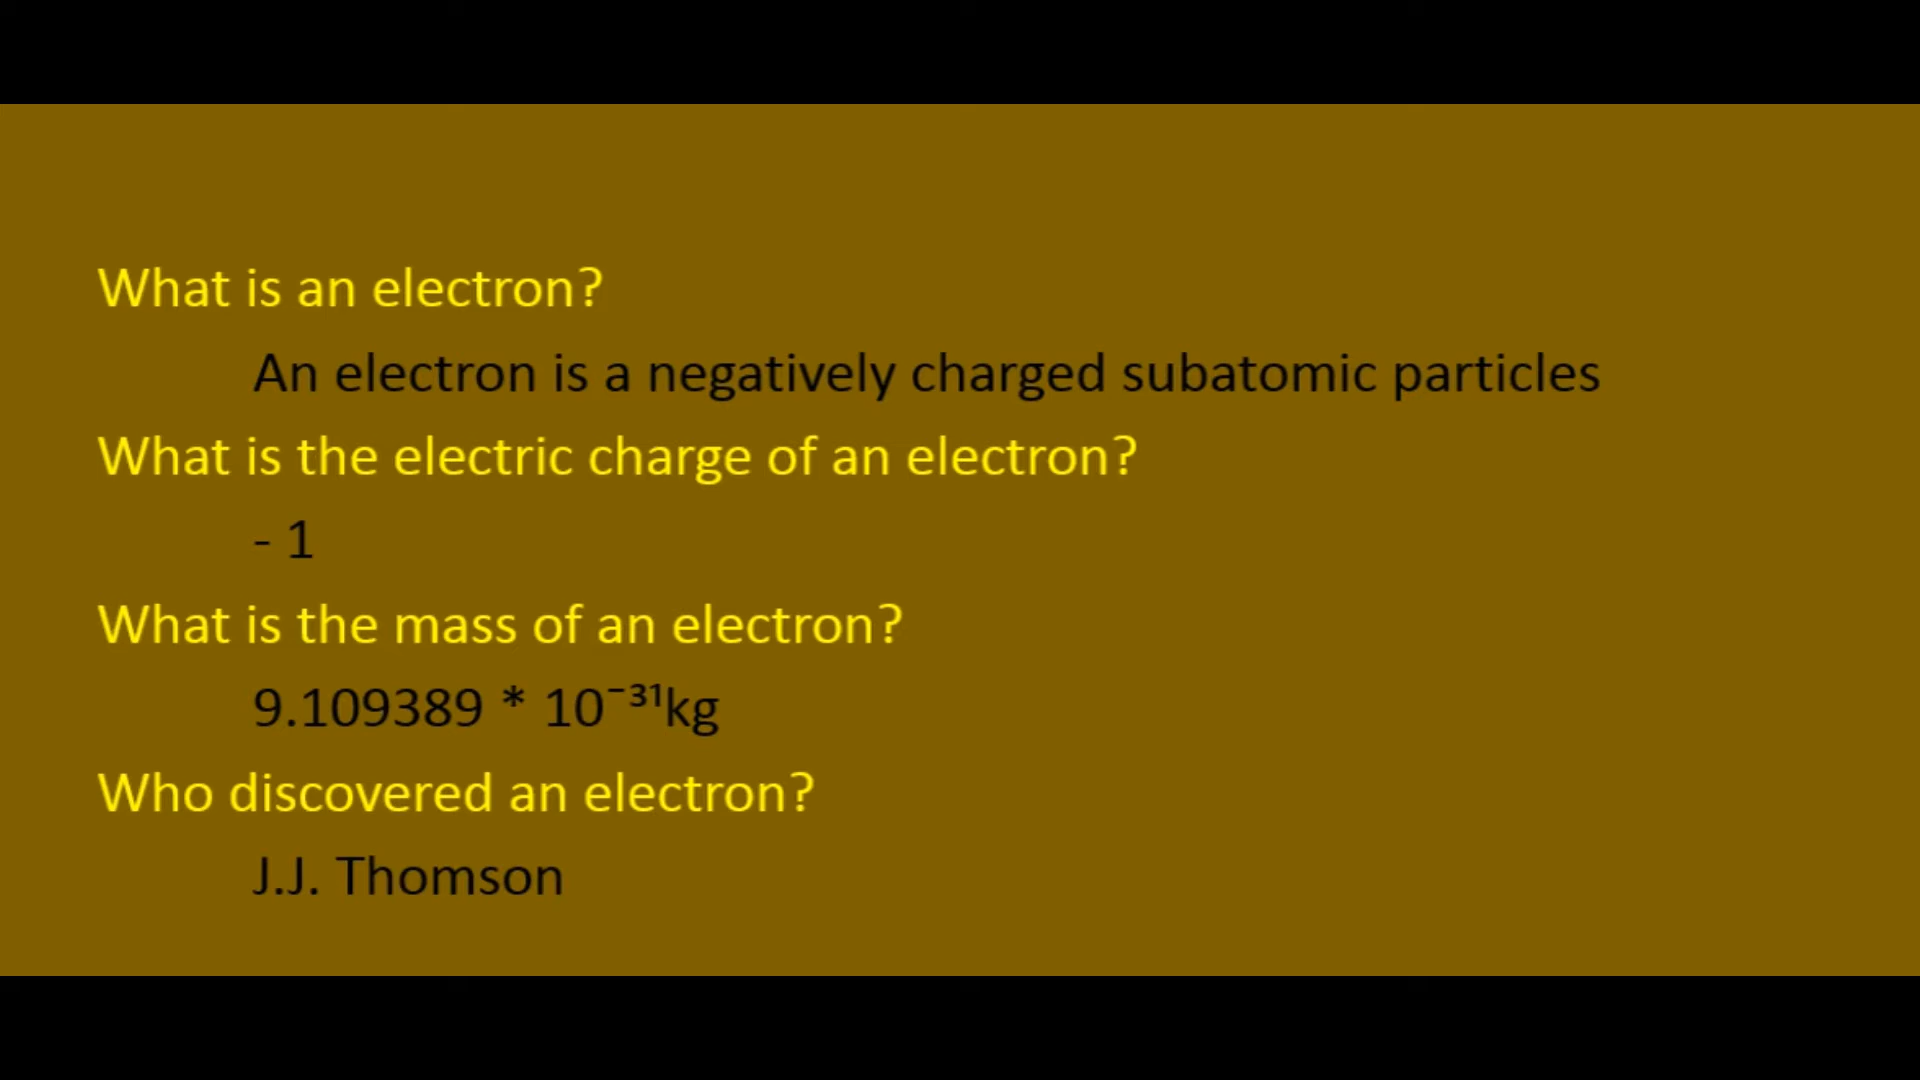 What is an electron?
An electron is a negatively charged subatomic particles
What is the electric charge of an electron?
- 1
What is the mass of an electron?
9.109389 * 10⁻³¹kg
Who discovered an electron?
J.J. Thomson